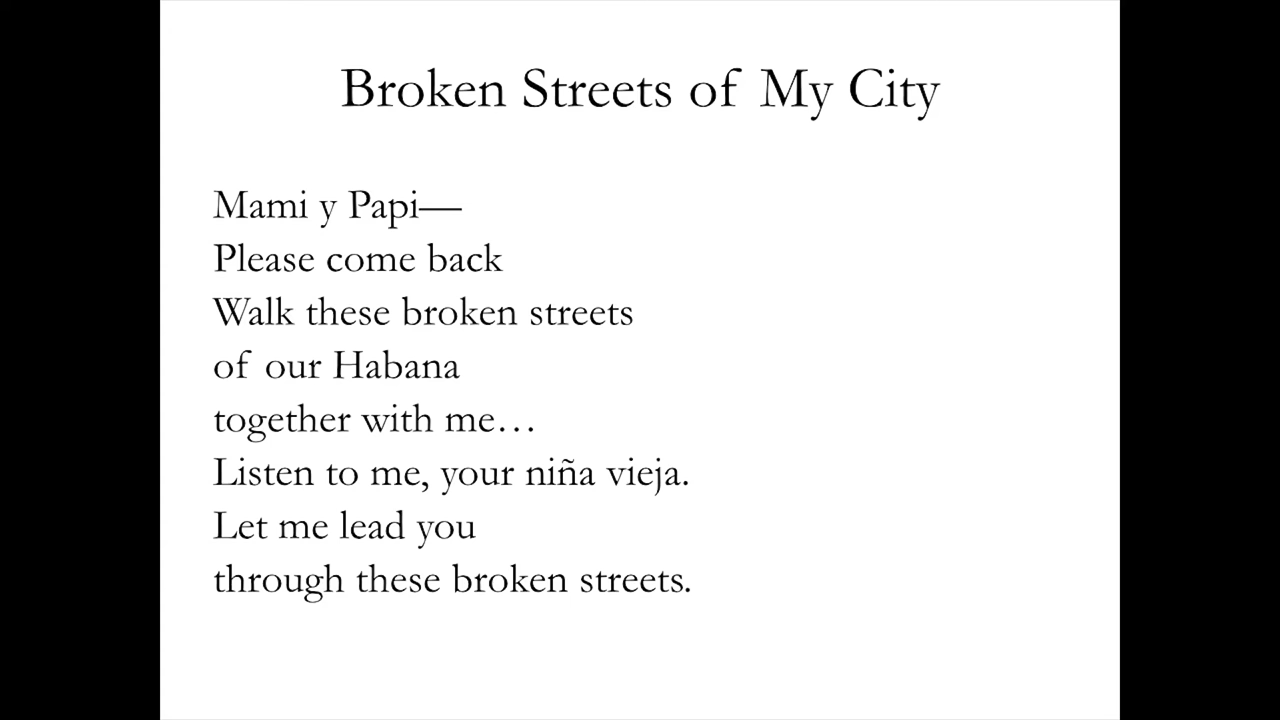 Broken Streets of My City
Mami y Papi—
Please come back
Walk these broken streets
of our Habana
together with me…
Listen to me, your niña vieja.
Let me lead you
through these broken streets.